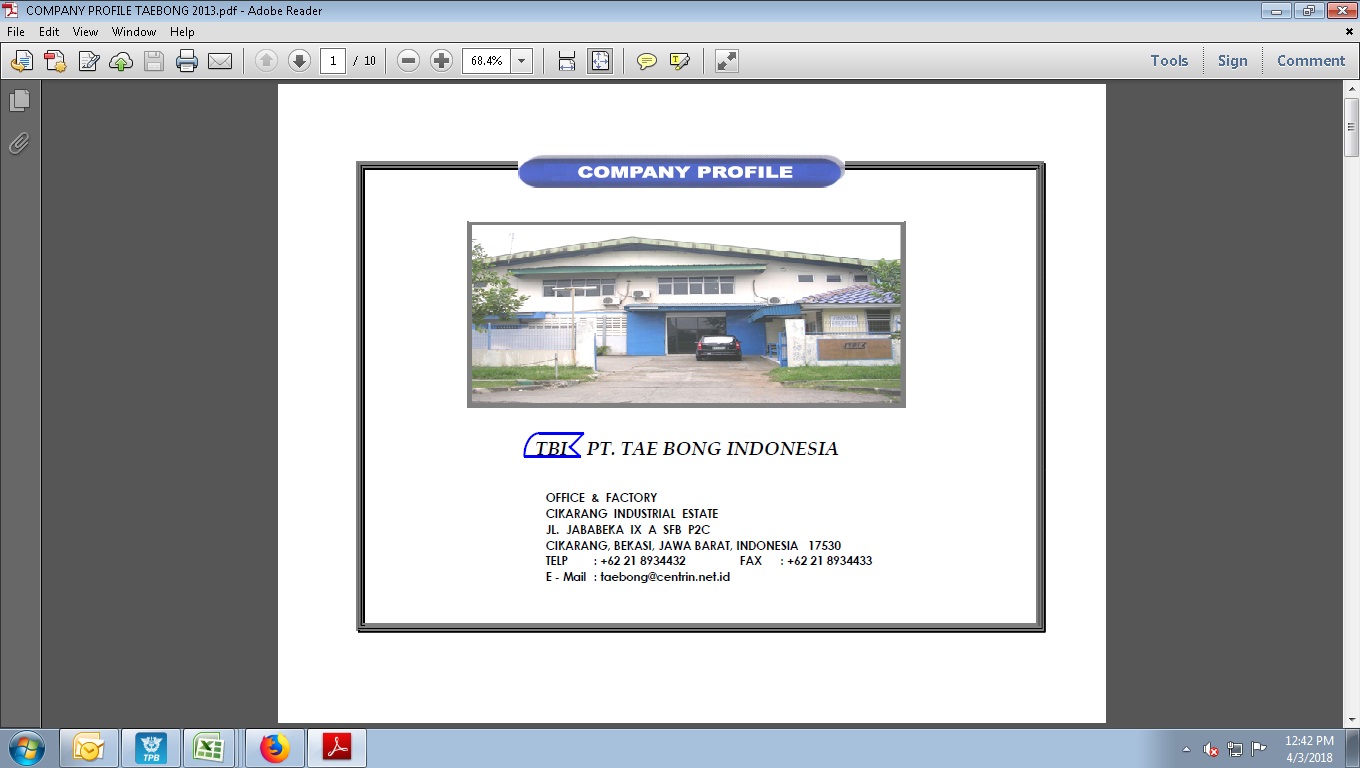 COMPANY PROFILE TAEBONG 2013.pdf - Adobe Reader
File Edit View Window Help
1 / 10 68.4% Tools Sign Comment
COMPANY PROFILE
TBI PT. TAE BONG INDONESIA
OFFICE & FACTORY
CIKARANG INDUSTRIAL ESTATE
JL. JABABEKA IX A SFB P2C
CIKARANG, BEKASI, JAWA BARAT, INDONESIA 17530
TELP : +62 21 8934432 FAX : +62 21 8934433
E - Mail : taebong@centrin.net.id
TPB
12:42 PM
4/3/2018